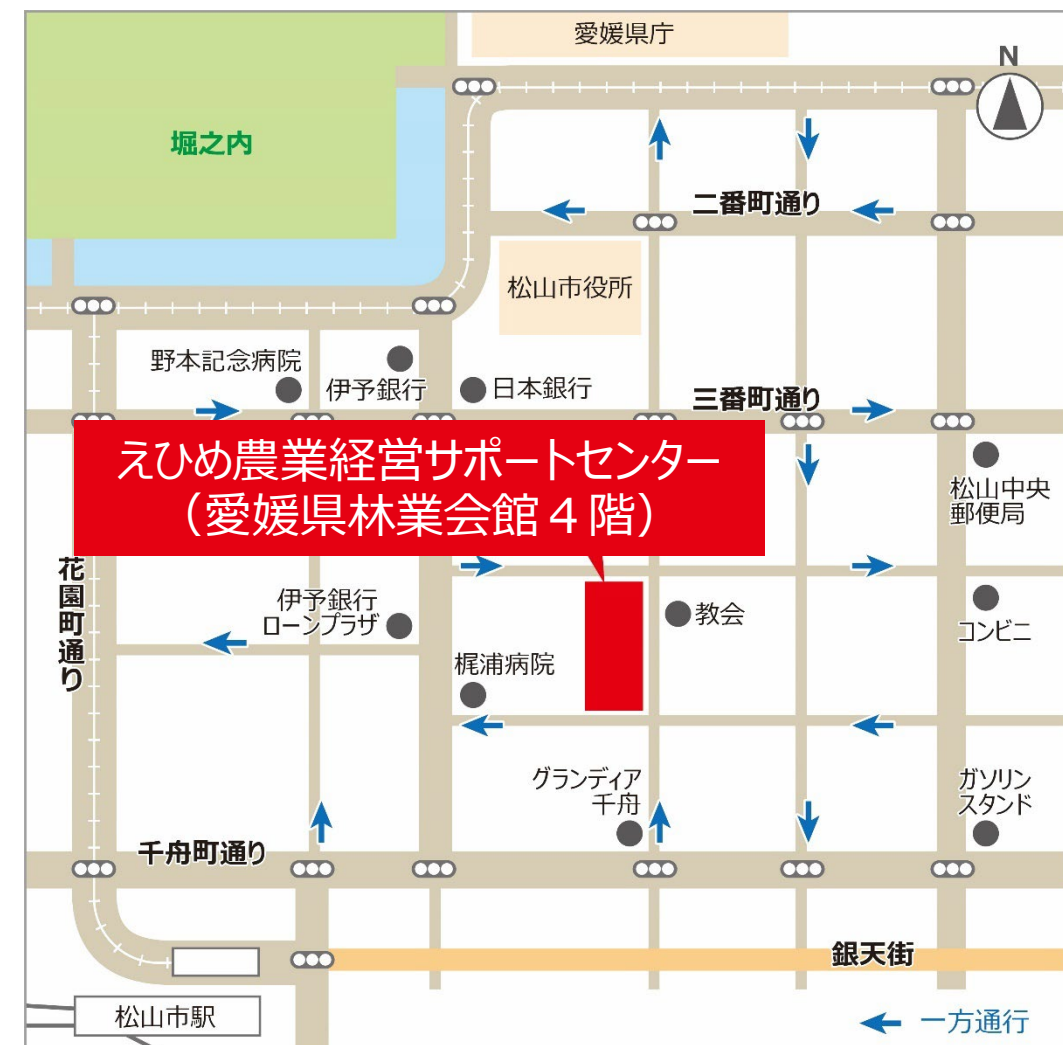 愛媛県庁
N
堀之内
二番町通り
松山市役所
野本記念病院
伊予銀行
日本銀行
三番町通り
えひめ農業経営サポートセンター
（愛媛県林業会館４階）
松山中央
郵便局
花園町通り
伊予銀行
ローンプラザ
教会
コンビニ
梶浦病院
グランディア
千舟
ガソリン
スタンド
千舟町通り
銀天街
松山市駅
一方通行